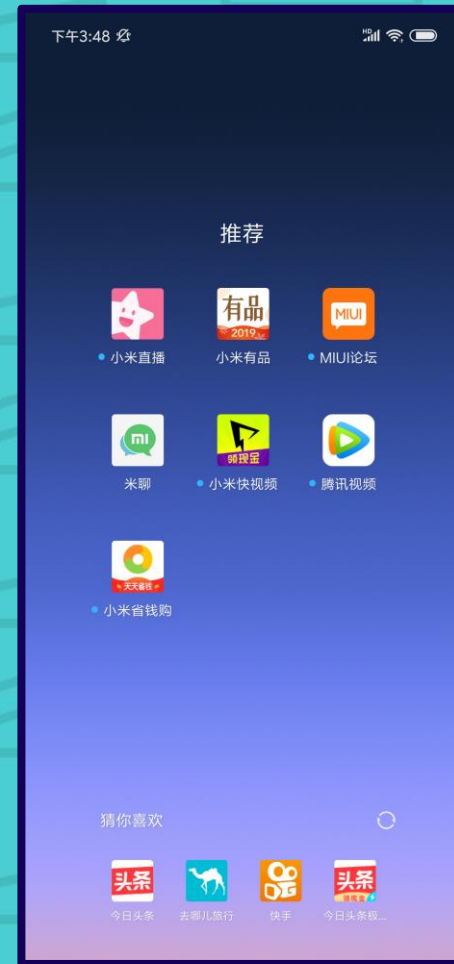 下午3:48
HD
推荐
有品
2019
MIUI
小米直播
小米有品
MIUI论坛
mi
领现金
米聊
小米快视频
腾讯视频
天天省钱
小米省钱购
猜你喜欢
头条
头条
今日头条
去哪儿旅行
快手
今日头条极...